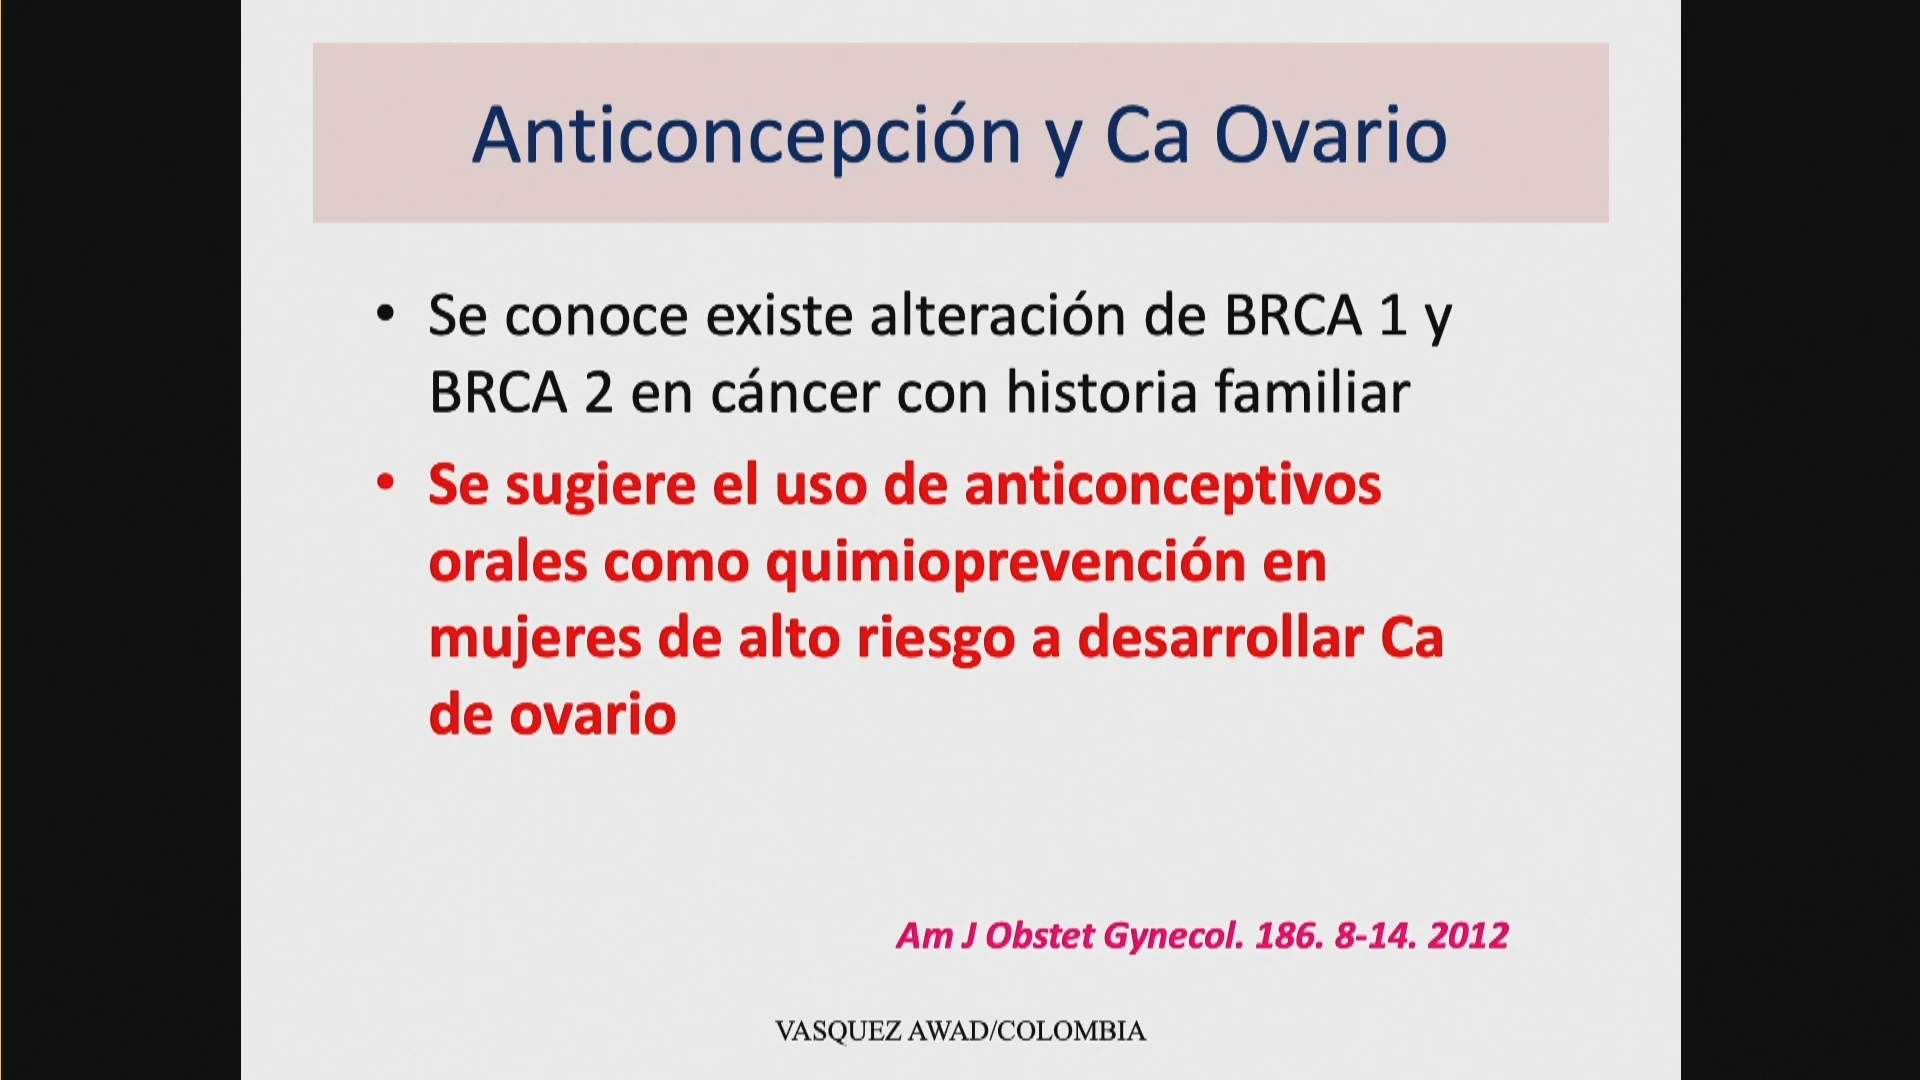 Anticoncepción y Ca Ovario
• Se conoce existe alteración de BRCA 1 y
BRCA 2 en cáncer con historia familiar
• Se sugiere el uso de anticonceptivos
orales como quimioprevención en
mujeres de alto riesgo a desarrollar Ca
de ovario
Am J Obstet Gynecol. 186. 8-14. 2012
VASQUEZ AWAD/COLOMBIA